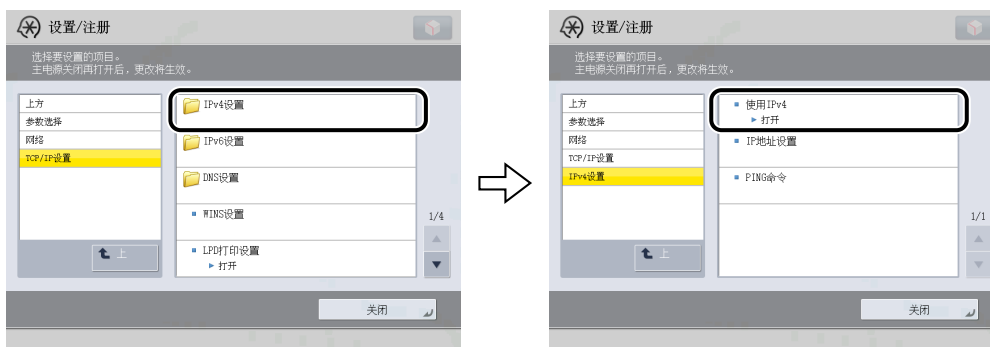 设置/注册
选择要设置的项目。
主电源关闭再打开后，更改将生效。
上方
参数选择
网络
TCP/IP设置
上
IPv4设置
IPv6设置
DNS设置
WINS设置
LPD打印设置
打开
1/4
关闭
设置/注册
选择要设置的项目。
主电源关闭再打开后，更改将生效。
上方
参数选择
网络
TCP/IP设置
IPv4设置
上
使用IPv4
打开
IP地址设置
PING命令
1/1
关闭